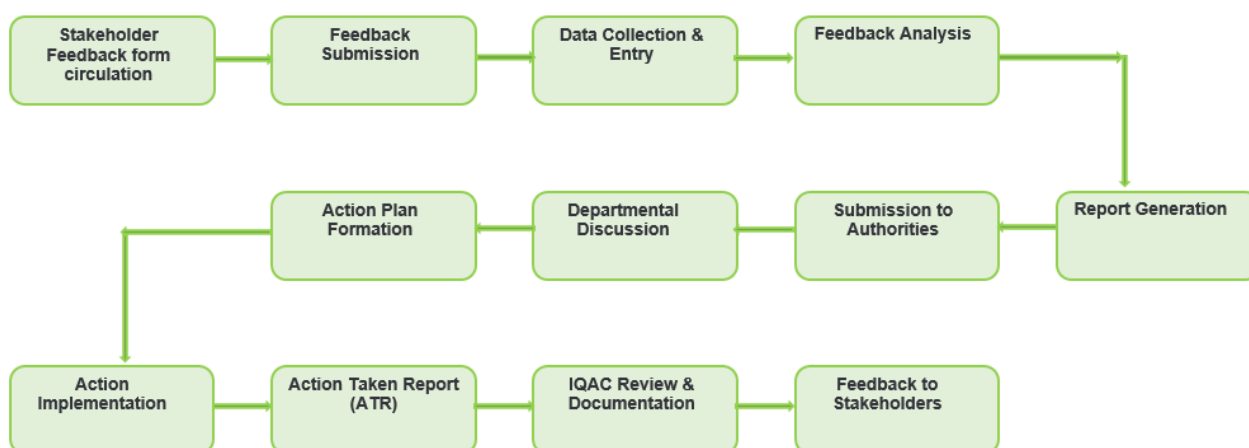 Stakeholder
Feedback form
circulation
Feedback
Submission
Data Collection &
Entry
Feedback Analysis
Report Generation
Submission to
Authorities
Departmental
Discussion
Action Plan
Formation
Action
Implementation
Action Taken Report
(ATR)
IQAC Review &
Documentation
Feedback to
Stakeholders